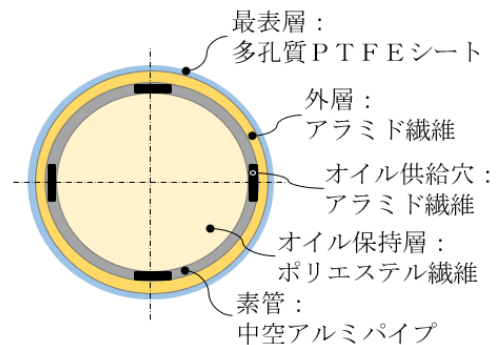 最表層：
多孔質ＰＴＦＥシート
外層：
アラミド繊維
オイル供給穴：
アラミド繊維
オイル保持層：
ポリエステル繊維
素管：
中空アルミパイプ